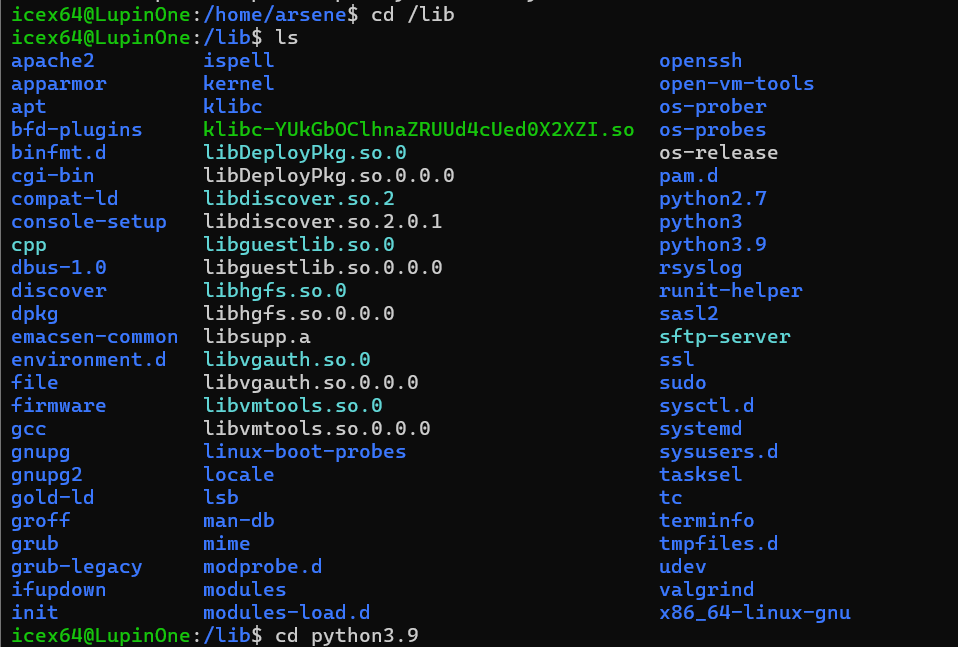 icex64@LupinOne:/home/arsene$ cd /lib
icex64@LupinOne:/lib$ ls
apache2 ispell openssh
apparmor kernel open-vm-tools
apt klibc os-prober
bfd-plugins klibc-YUkGbOClhnaZRUUd4cUed0X2XZI.so os-probes
binfmt.d libDeployPkg.so.0 os-release
cgi-bin libDeployPkg.so.0.0.0 pam.d
compat-ld libdiscover.so.2 python2.7
console-setup libdiscover.so.2.0.1 python3
cpp libguestlib.so.0 python3.9
dbus-1.0 libguestlib.so.0.0.0 rsyslog
discover libhgfs.so.0 runit-helper
dpkg libhgfs.so.0.0.0 sasl2
emacsen-common libsupp.a sftp-server
environment.d libvgauth.so.0 ssl
file libvgauth.so.0.0.0 sudo
firmware libvmtools.so.0 sysctl.d
gcc libvmtools.so.0.0.0 systemd
gnupg linux-boot-probes sysusers.d
gnupg2 locale tasksel
gold-ld lsb tc
groff man-db terminfo
grub mime tmpfiles.d
grub-legacy modprobe.d udev
ifupdown modules valgrind
init modules-load.d x86_64-linux-gnu
icex64@LupinOne:/lib$ cd python3.9